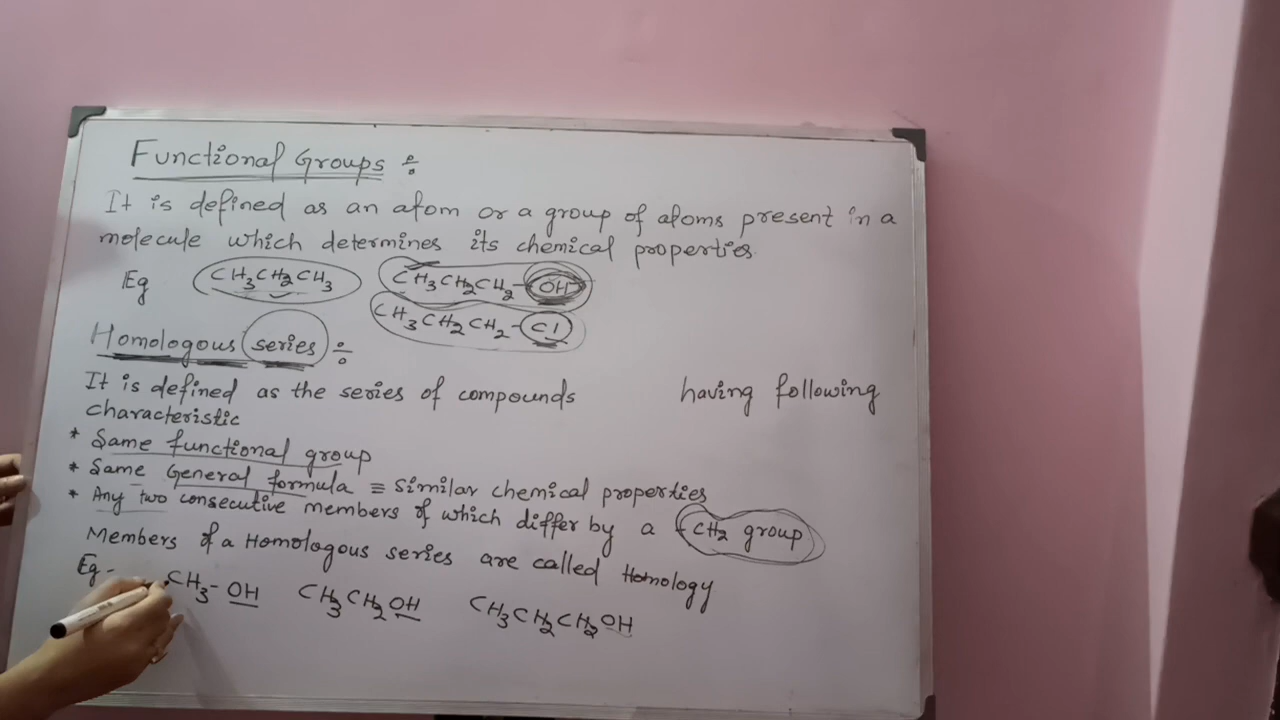 Functional Groups ÷
It is defined as an atom or a group of atoms present in a
molecule which determines its chemical properties.
Eg CH₃CH₂CH₃ CH₃CH₂CH₂-OH
CH₃CH₂CH₂-Cl
Homologous series ÷
It is defined as the series of compounds having following
characteristic
* Same functional group
* Same General formula ≡ Similar chemical properties
* Any two consecutive members of which differ by a -CH₂ group
Members of a Homologous series are called Homology
Eg - CH₃-OH CH₃CH₂OH CH₃CH₂CH₂OH